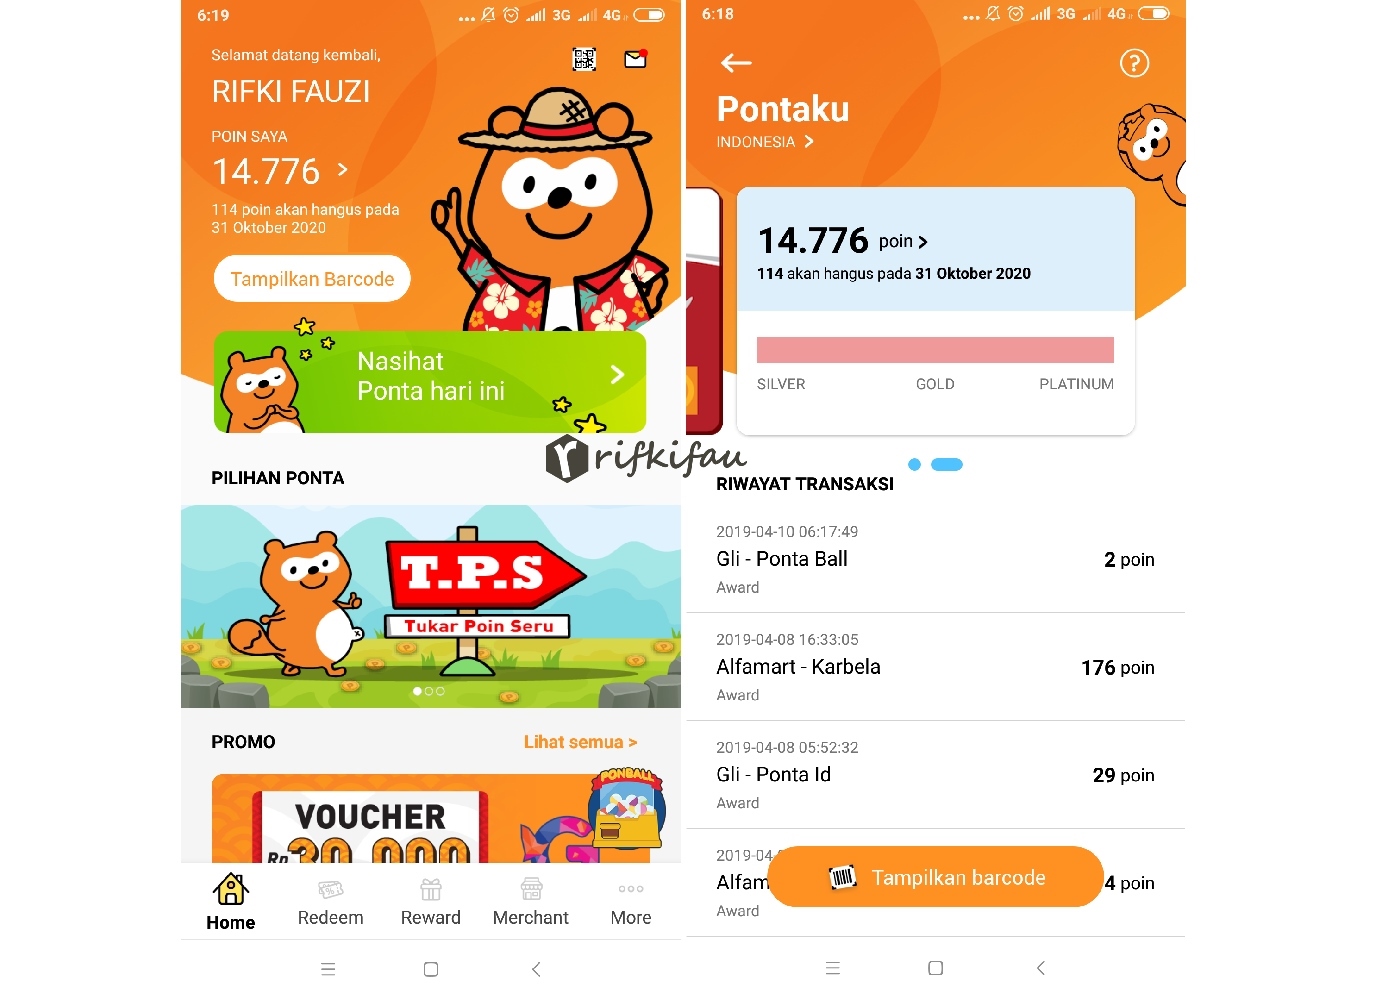 6:19
3G
4G
Selamat datang kembali,
RIFKI FAUZI
POIN SAYA
14.776 >
114 poin akan hangus pada
31 Oktober 2020
Tampilkan Barcode
Nasihat
Ponta hari ini
PILIHAN PONTA
T.P.S
Tukar Poin Seru
PROMO
Lihat semua >
PONBALL
VOUCHER
Rp 30.000
Home
Redeem
Reward
Merchant
More
rifkifau
6:18
3G
4G
?
Pontaku
INDONESIA >
14.776 poin >
114 akan hangus pada 31 Oktober 2020
SILVER GOLD PLATINUM
RIWAYAT TRANSAKSI
2019-04-10 06:17:49
Gli - Ponta Ball 2 poin
Award
2019-04-08 16:33:05
Alfamart - Karbela 176 poin
Award
2019-04-08 05:52:32
Gli - Ponta Id 29 poin
Award
2019-04
Alfam 4 poin
Award
Tampilkan barcode